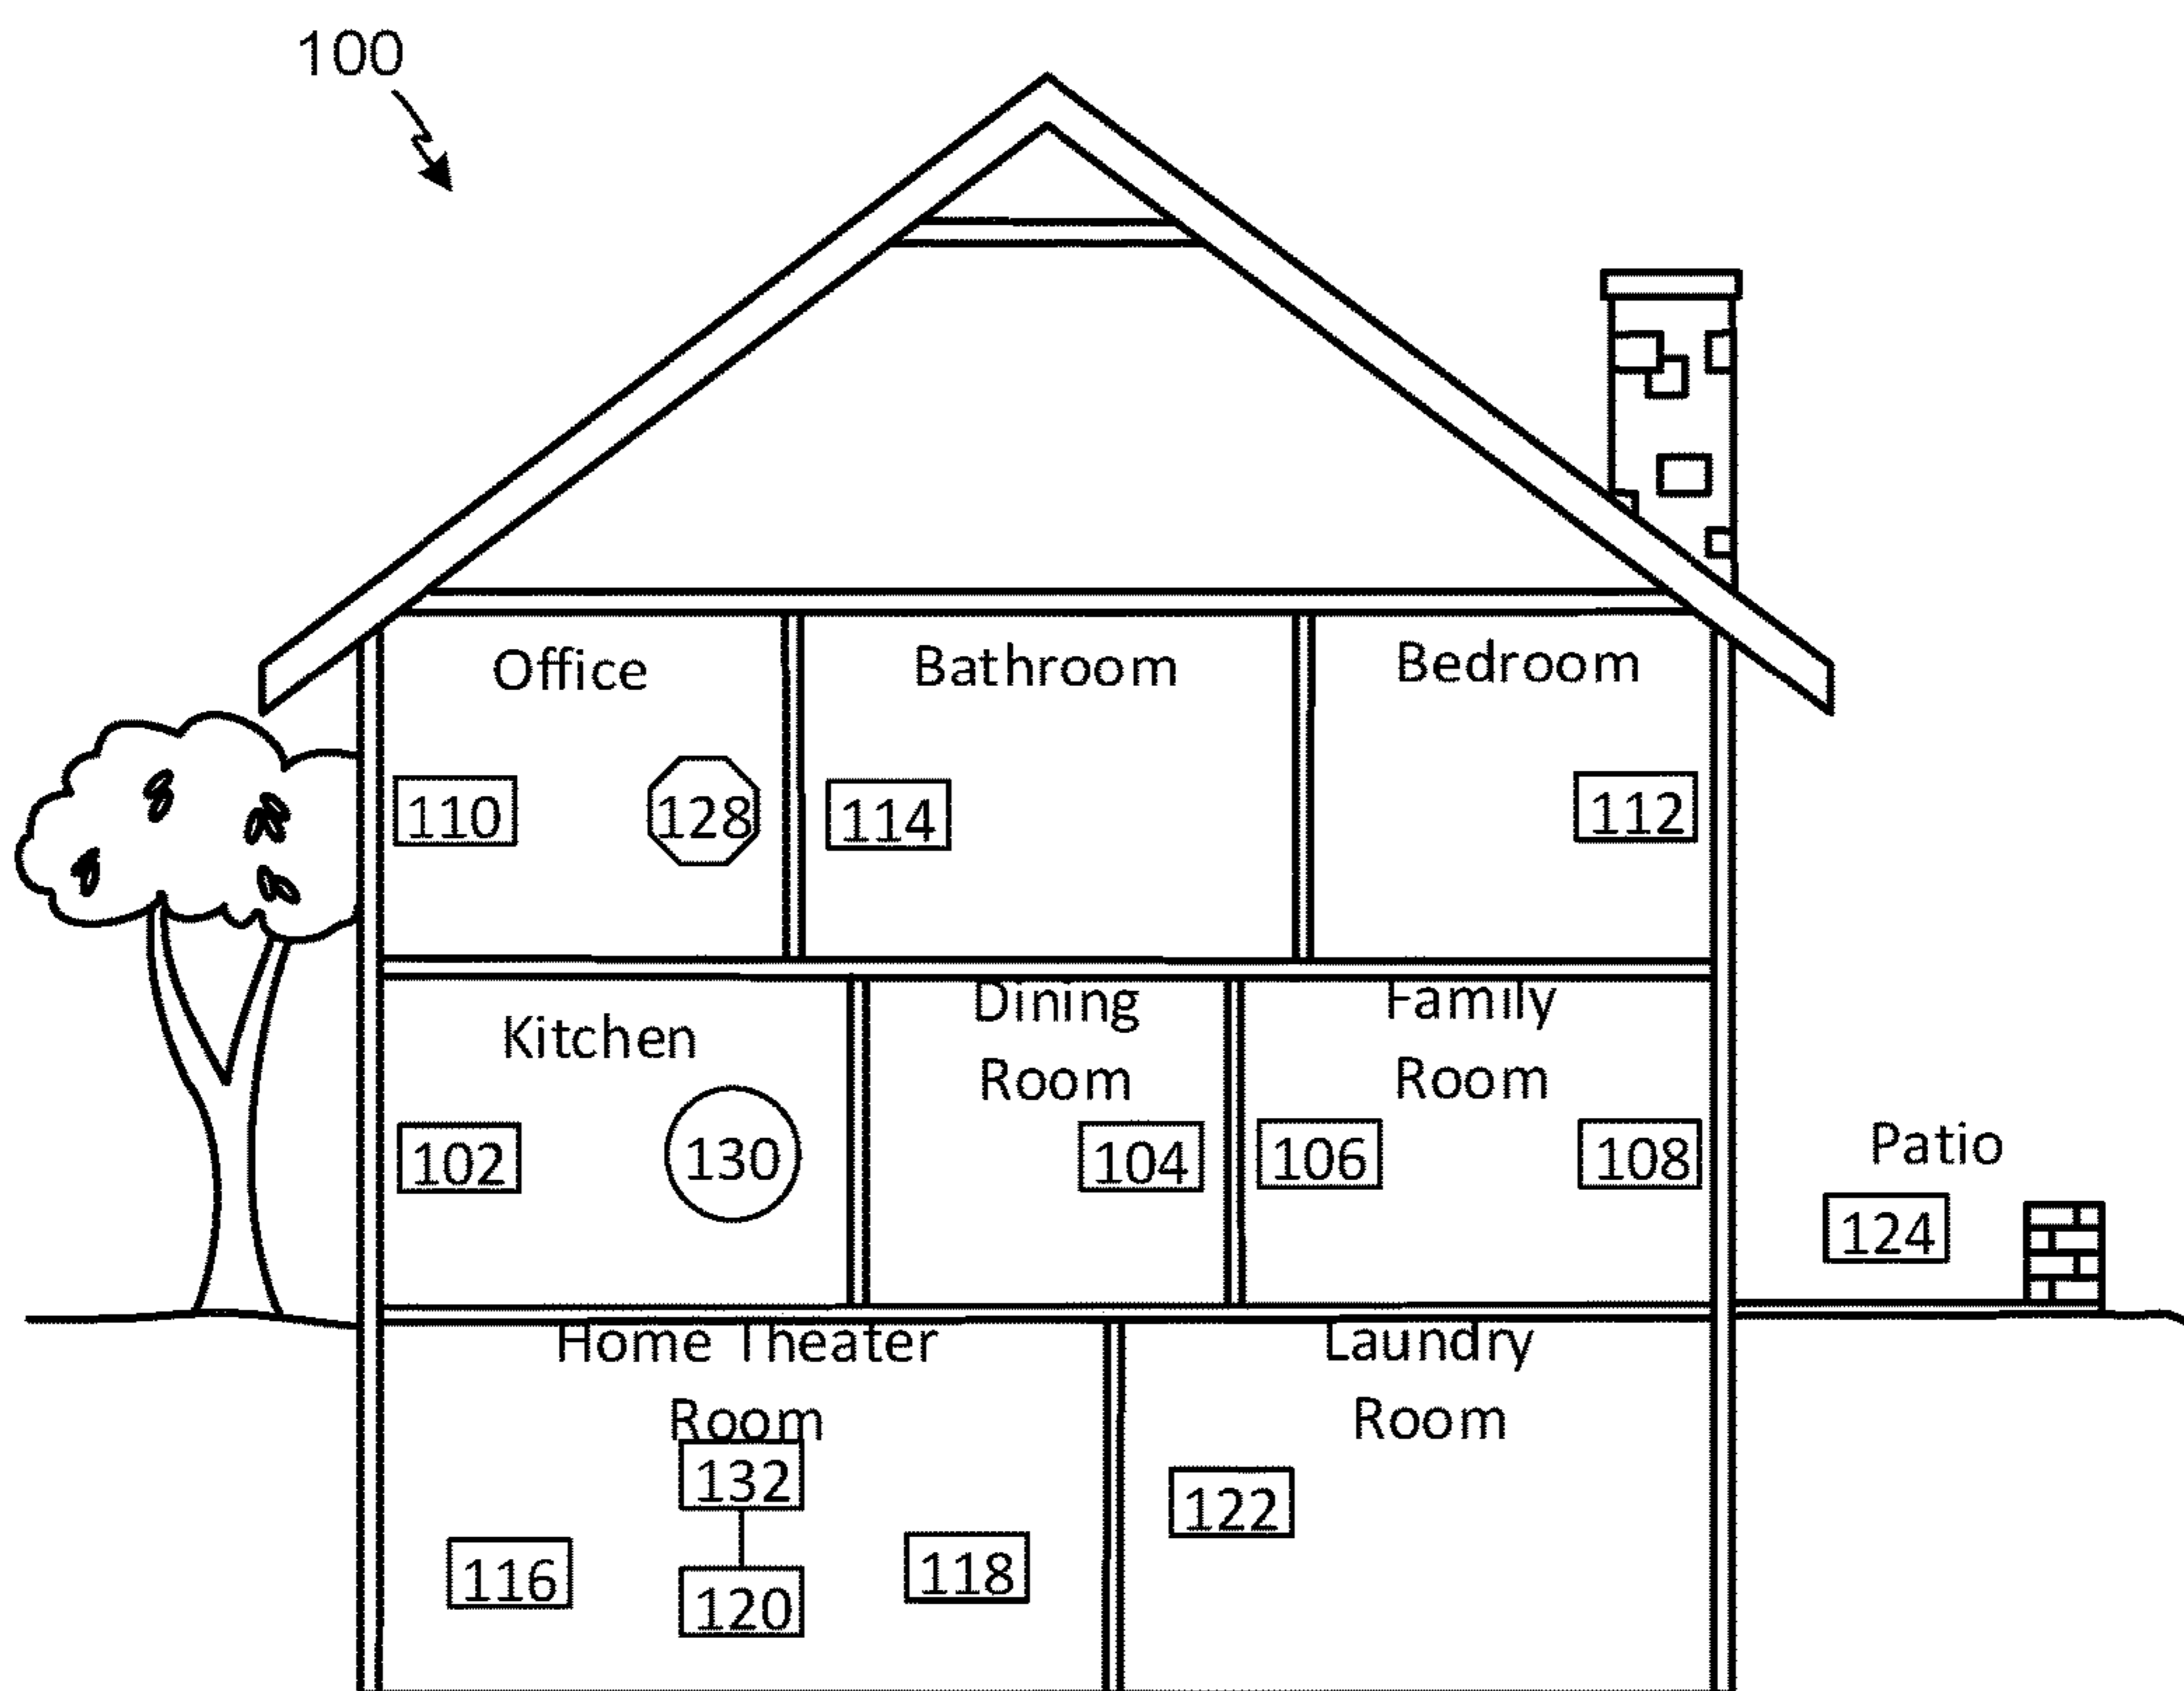 100
Office
Bathroom
Bedroom
110
128
114
112
Kitchen
Dining
Room
Family
Room
102
130
104
106
108
Patio
124
Home Theater
Room
Laundry
Room
132
116
120
118
122